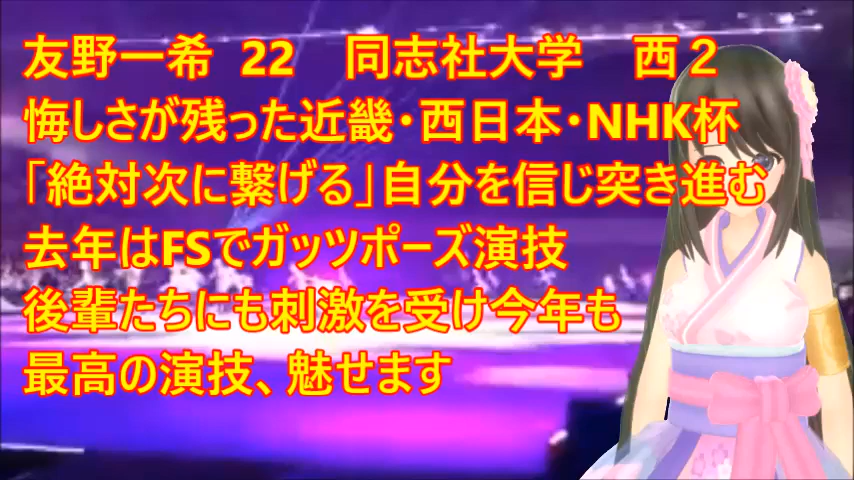 友野一希 22 同志社大学 西２
悔しさが残った近畿・西日本・NHK杯
「絶対次に繋げる」自分を信じ突き進む
去年はFSでガッツポーズ演技
後輩たちにも刺激を受け今年も
最高の演技、魅せます